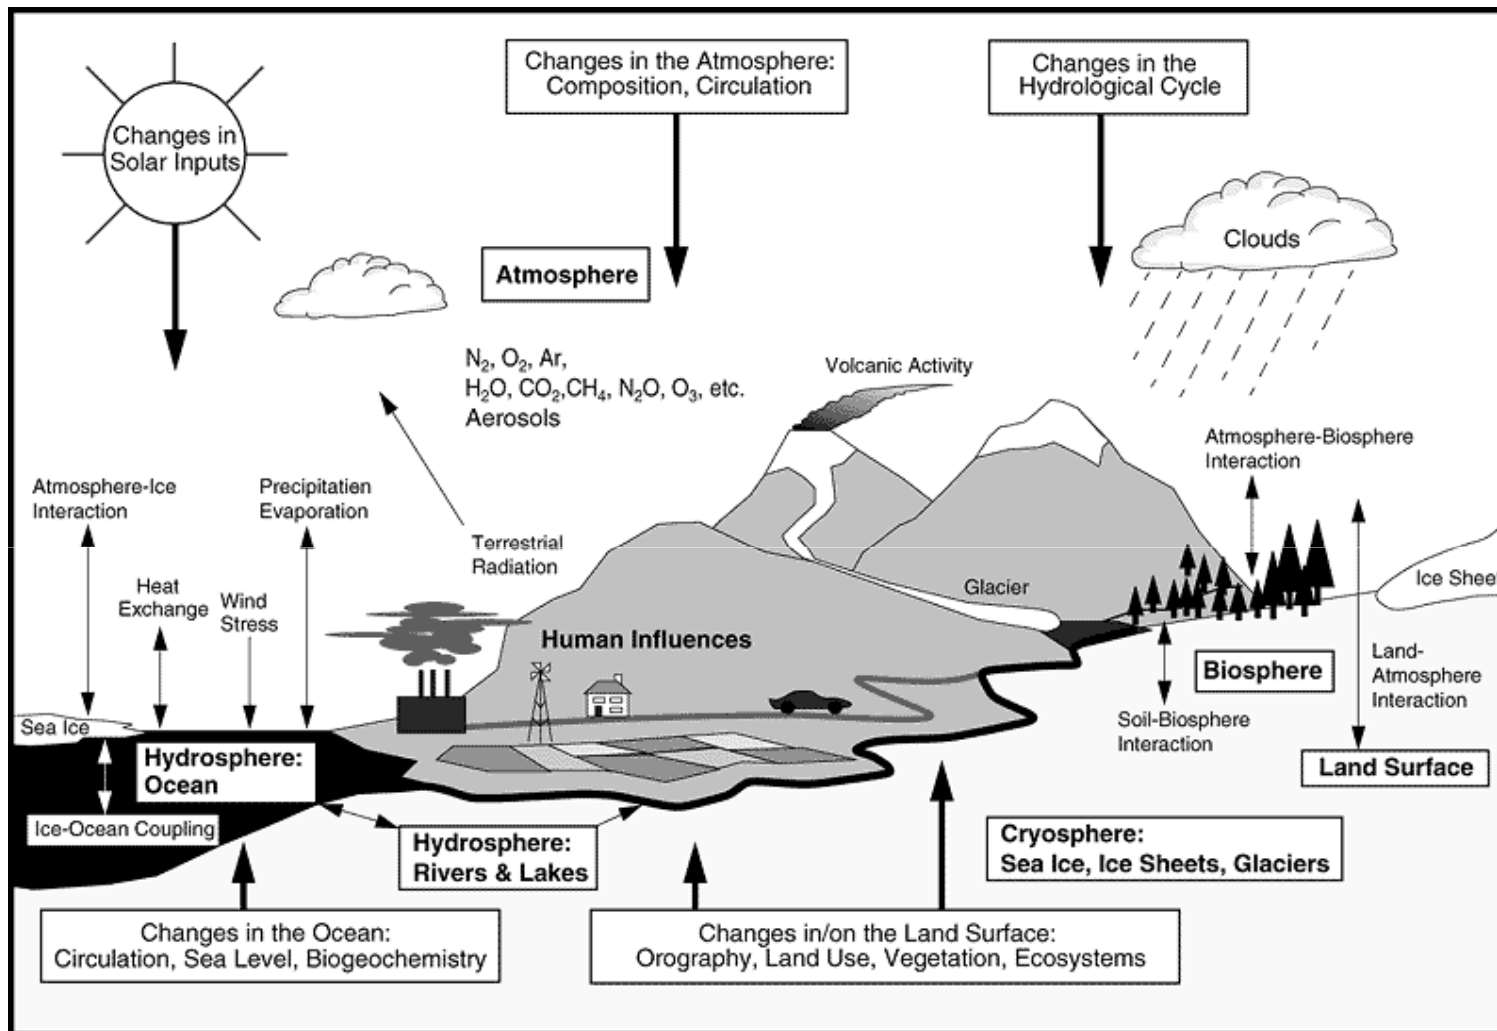 Changes in the Atmosphere:
Composition, Circulation
Changes in the
Hydrological Cycle
Changes in
Solar Inputs
Clouds
Atmosphere
N₂, O₂, Ar,
H₂O, CO₂,CH₄, N₂O, O₃, etc.
Aerosols
Volcanic Activity
Atmosphere-Biosphere
Interaction
Atmosphere-Ice
Interaction
Precipitation
Evaporation
Terrestrial
Radiation
Heat
Exchange
Wind
Stress
Glacier
Ice Sheet
Human Influences
Land-
Atmosphere
Interaction
Biosphere
Soil-Biosphere
Interaction
Sea Ice
Hydrosphere:
Ocean
Land Surface
Ice-Ocean Coupling
Hydrosphere:
Rivers & Lakes
Cryosphere:
Sea Ice, Ice Sheets, Glaciers
Changes in the Ocean:
Circulation, Sea Level, Biogeochemistry
Changes in/on the Land Surface:
Orography, Land Use, Vegetation, Ecosystems